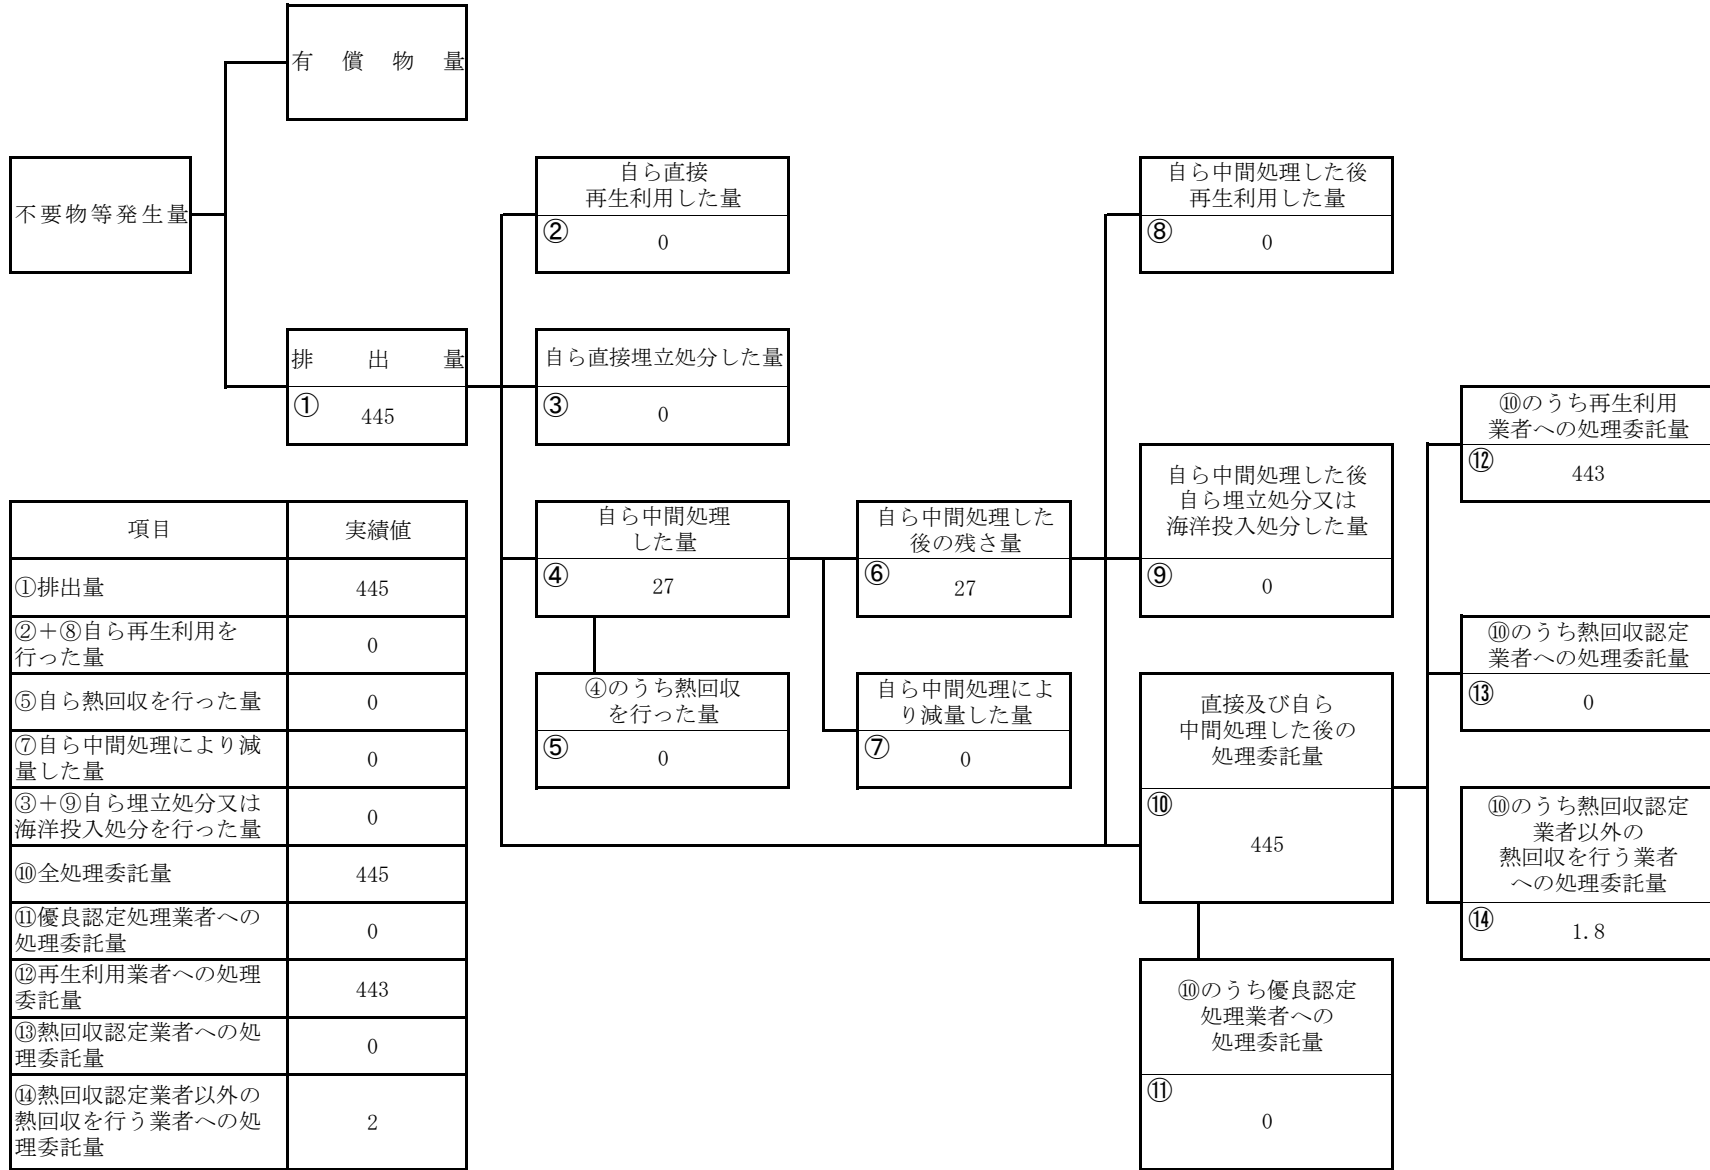 有償物量
不要物等発生量
排出量
①
445
自ら直接
再生利用した量
②
0
自ら直接埋立処分した量
③
0
自ら中間処理
した量
④
27
④のうち熱回収
を行った量
⑤
0
自ら中間処理した
後の残さ量
⑥
27
自ら中間処理によ
り減量した量
⑦
0
自ら中間処理した後
再生利用した量
⑧
0
自ら中間処理した後
自ら埋立処分又は
海洋投入処分した量
⑨
0
直接及び自ら
中間処理した後の
処理委託量
⑩
445
⑩のうち優良認定
処理業者への
処理委託量
⑪
0
⑩のうち再生利用
業者への処理委託量
⑫
443
⑩のうち熱回収認定
業者への処理委託量
⑬
0
⑩のうち熱回収認定
業者以外の
熱回収を行う業者
への処理委託量
⑭
1.8
項目 実績値
①排出量 445
②＋⑧自ら再生利用を
行った量 0
⑤自ら熱回収を行った量 0
⑦自ら中間処理により減
量した量 0
③＋⑨自ら埋立処分又は
海洋投入処分を行った量 0
⑩全処理委託量 445
⑪優良認定処理業者への
処理委託量 0
⑫再生利用業者への処理
委託量 443
⑬熱回収認定業者への処
理委託量 0
⑭熱回収認定業者以外の
熱回収を行う業者への処
理委託量 2